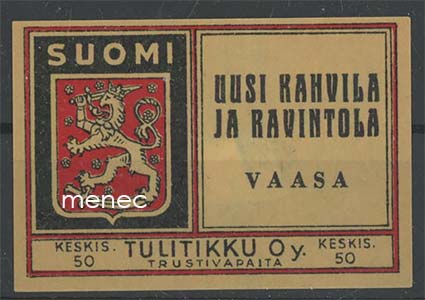 SUOMI
menec
UUSI KAHVILA
JA RAVINTOLA
VAASA
KESKIS.
50
TULITIKKU Oy.
TRUSTIVAPAITA
KESKIS.
50